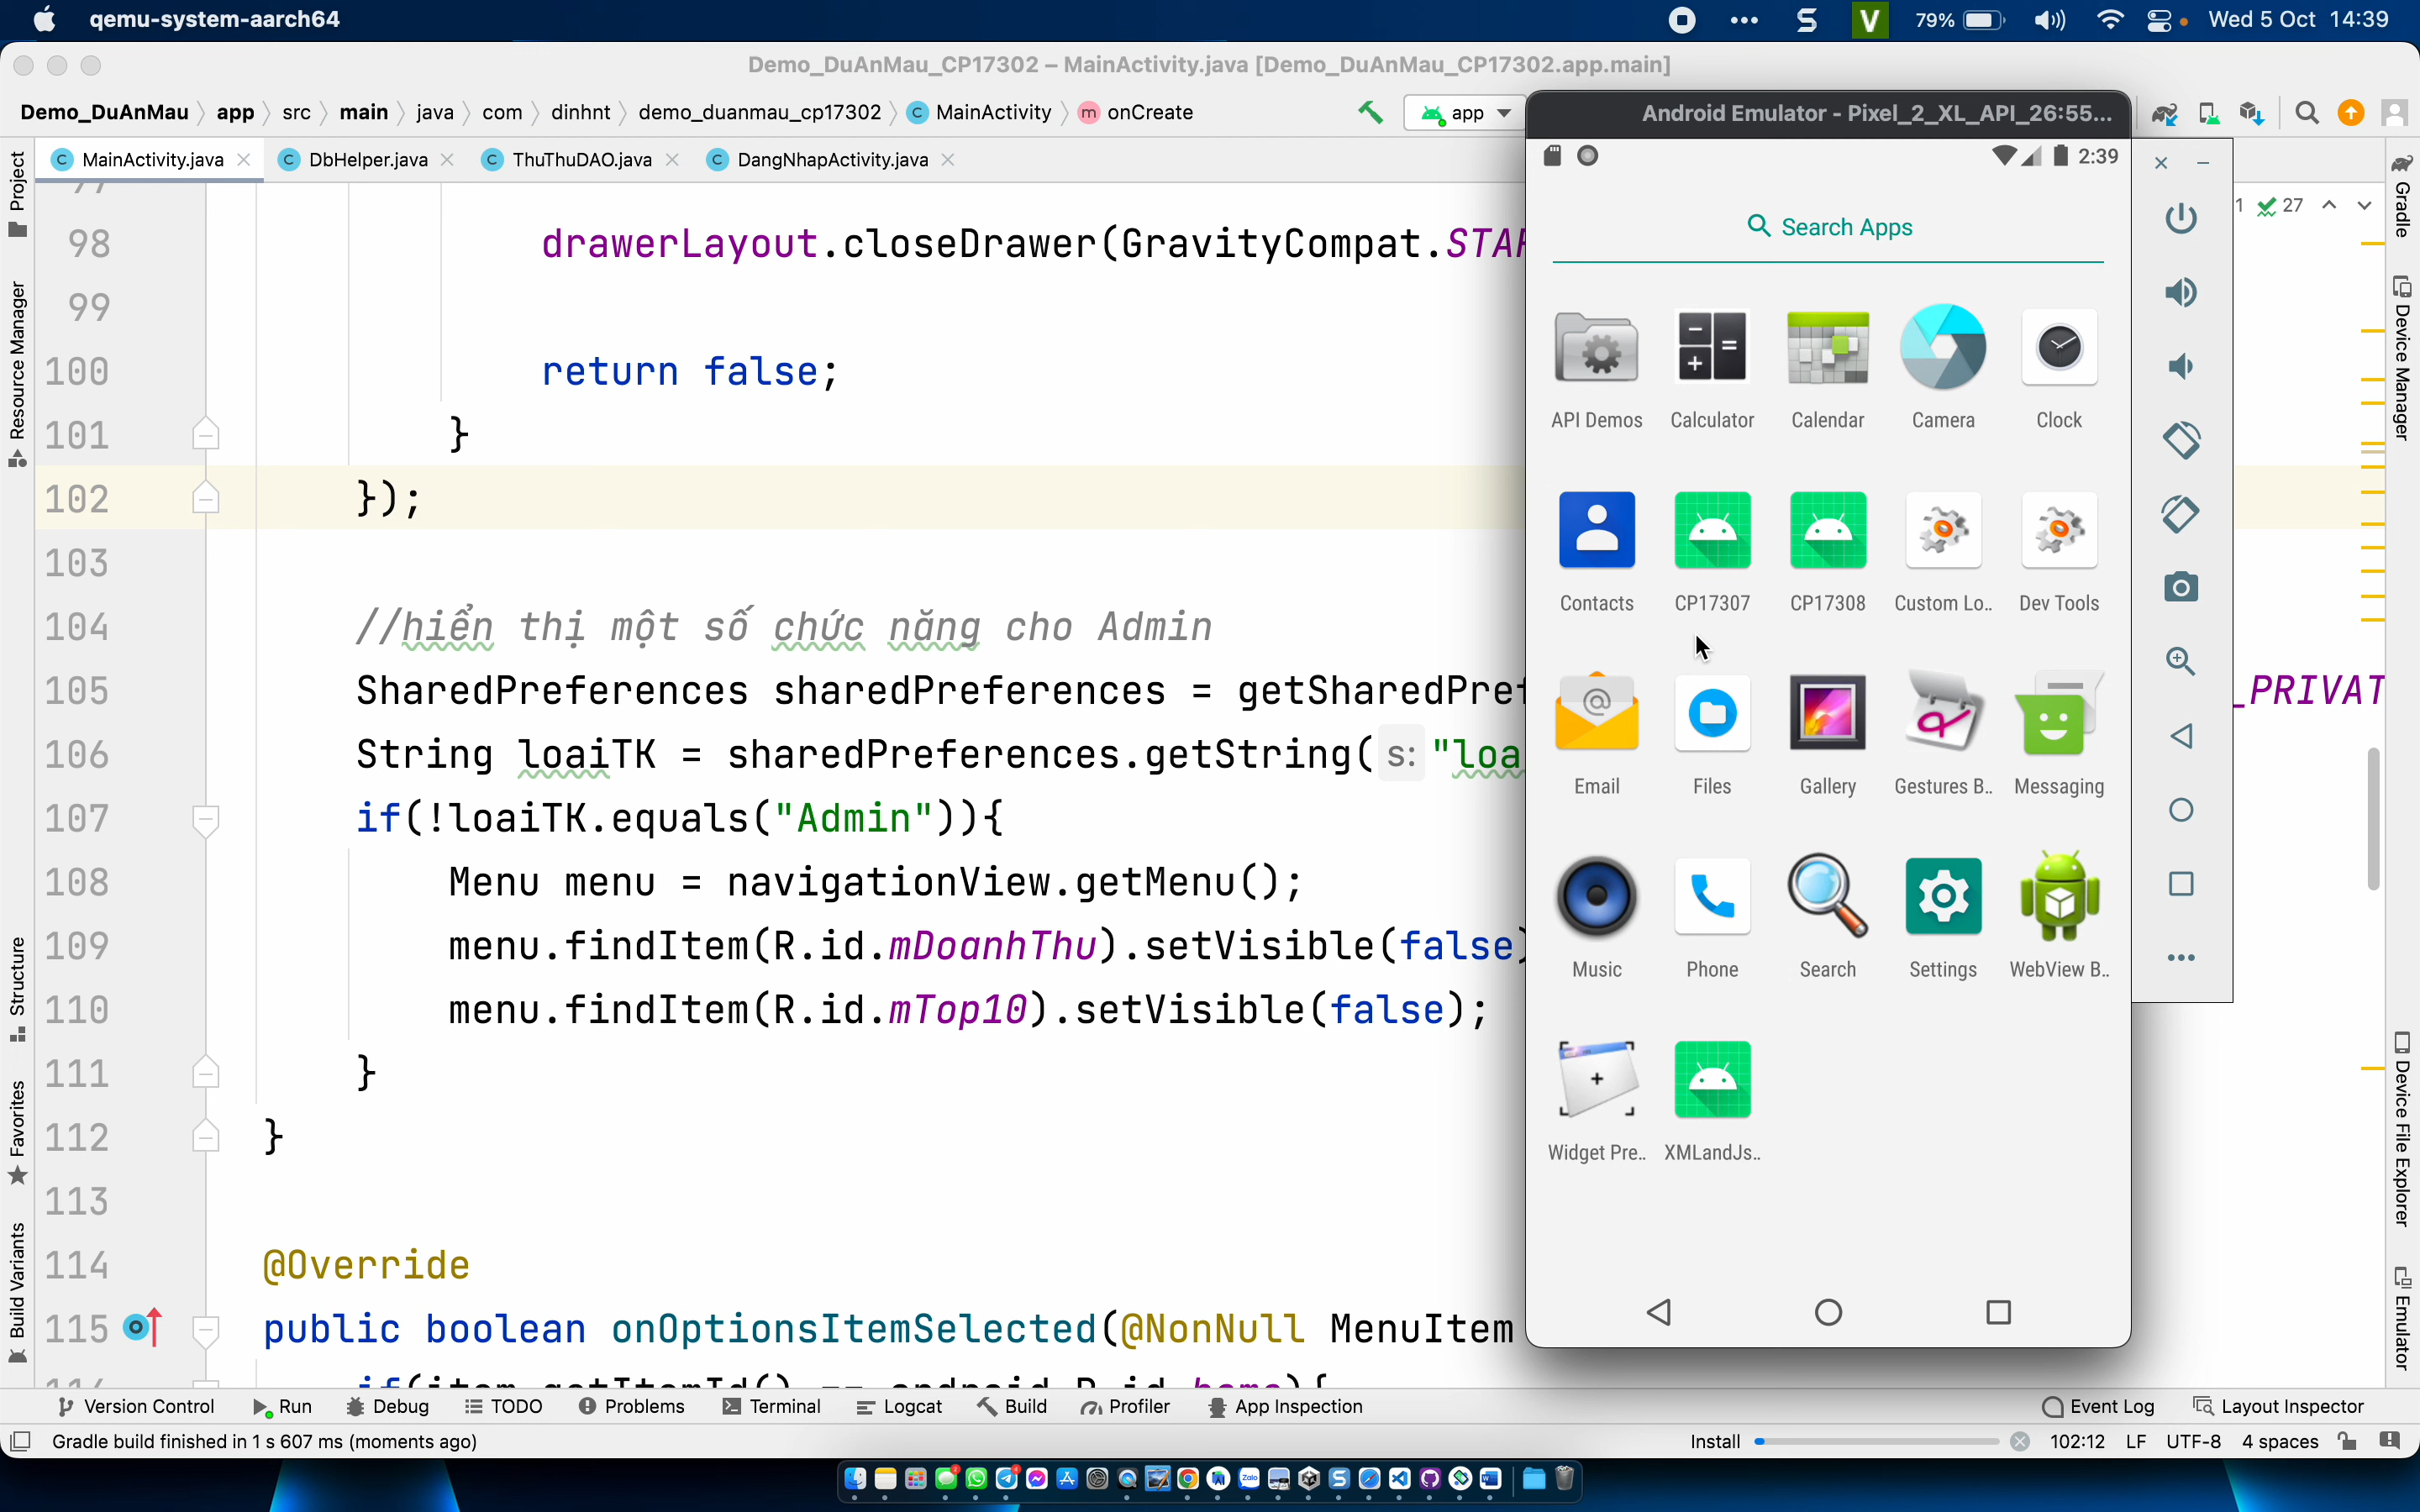 qemu-system-aarch64
79%
Wed 5 Oct 14:39
Demo_DuAnMau_CP17302 – MainActivity.java [Demo_DuAnMau_CP17302.app.main]
Demo_DuAnMau
app
src
main
java
com
dinhnt
demo_duanmau_cp17302
MainActivity
onCreate
app
MainActivity.java
DbHelper.java
ThuThuDAO.java
DangNhapActivity.java
1
27
Project
Resource Manager
Structure
Favorites
Build Variants
98 drawerLayout.closeDrawer(GravityCompat.STAR
99
100 return false;
101 }
102 });
103
104 //hiển thị một số chức năng cho Admin
105 SharedPreferences sharedPreferences = getSharedPref
_PRIVAT
106 String loaiTK = sharedPreferences.getString( s: "loa
107 if(!loaiTK.equals("Admin")){
108 Menu menu = navigationView.getMenu();
109 menu.findItem(R.id.mDoanhThu).setVisible(false)
110 menu.findItem(R.id.mTop10).setVisible(false);
111 }
112 }
113
114 @Override
115 public boolean onOptionsItemSelected(@NonNull MenuItem
Android Emulator - Pixel_2_XL_API_26:55...
2:39
Search Apps
API Demos
Calculator
Calendar
Camera
Clock
Contacts
CP17307
CP17308
Custom Lo..
Dev Tools
Email
Files
Gallery
Gestures B..
Messaging
Music
Phone
Search
Settings
WebView B..
Widget Pre..
XMLandJs..
Gradle
Device Manager
Device File Explorer
Emulator
Version Control
Run
Debug
TODO
Problems
Terminal
Logcat
Build
Profiler
App Inspection
Event Log
Layout Inspector
Gradle build finished in 1 s 607 ms (moments ago)
Install
102:12
LF
UTF-8
4 spaces